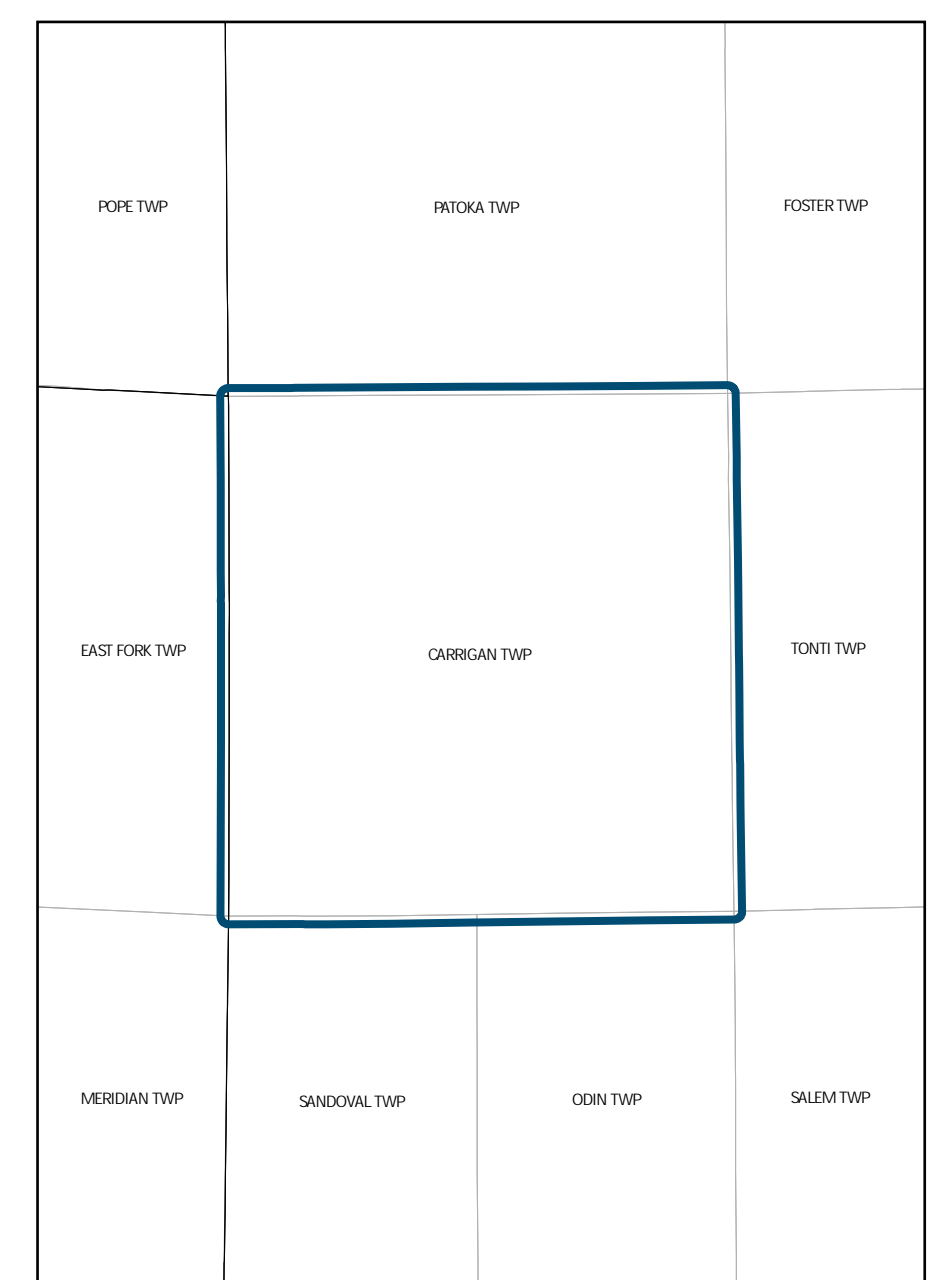 POPE TWP
PATOKA TWP
FOSTER TWP
EAST FORK TWP
CARRIGAN TWP
TONTI TWP
MERIDIAN TWP
SANDOVAL TWP
ODIN TWP
SALEM TWP